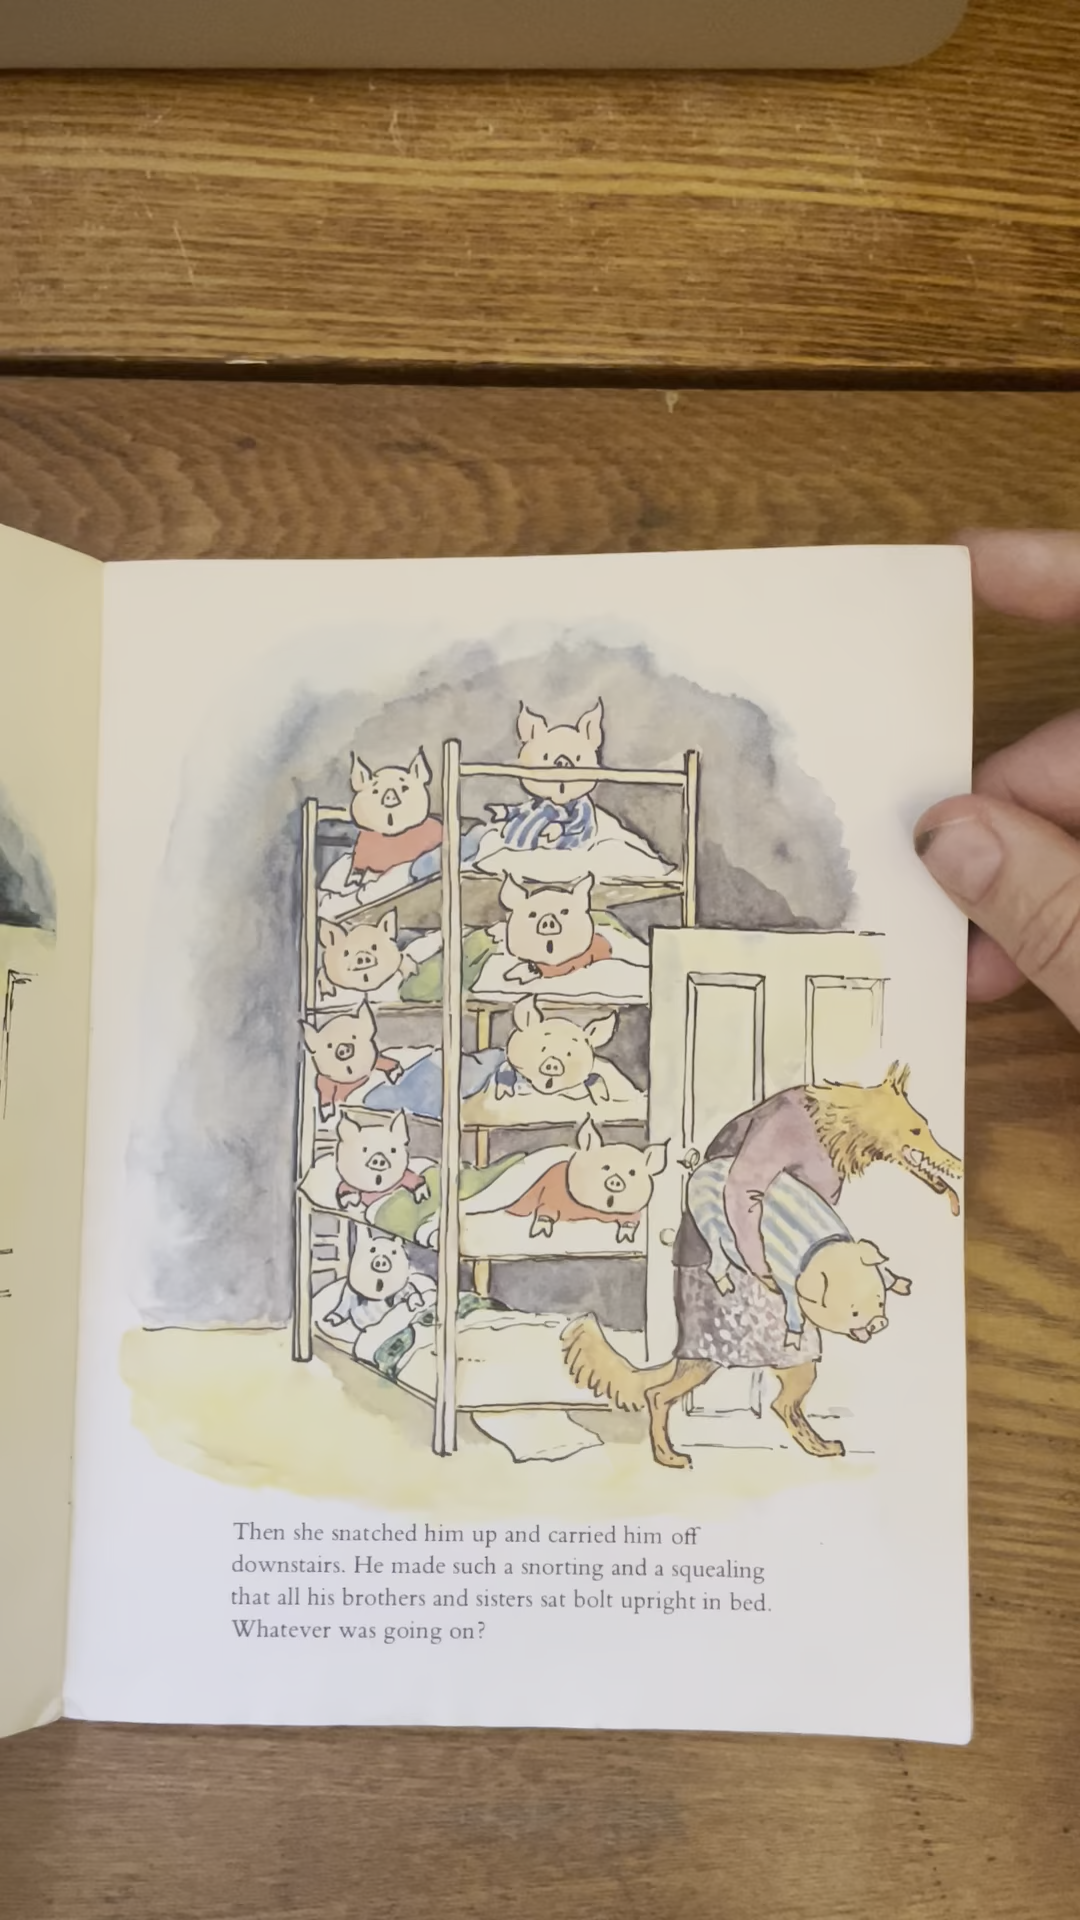 Then she snatched him up and carried him off
downstairs. He made such a snorting and a squealing
that all his brothers and sisters sat bolt upright in bed.
Whatever was going on?